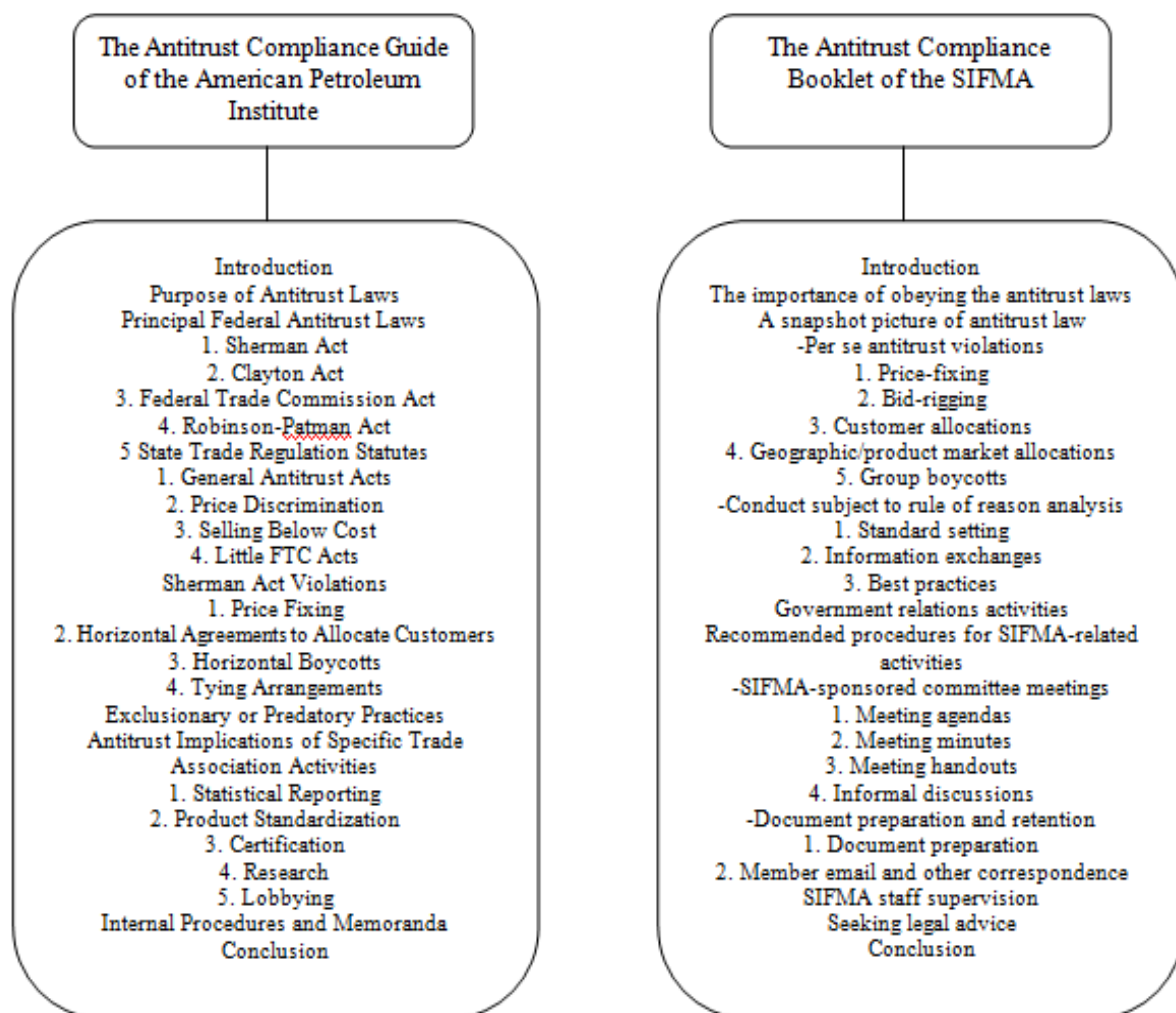 The Antitrust Compliance Guide
of the American Petroleum
Institute
Introduction
Purpose of Antitrust Laws
Principal Federal Antitrust Laws
1. Sherman Act
2. Clayton Act
3. Federal Trade Commission Act
4. Robinson-Patman Act
5 State Trade Regulation Statutes
1. General Antitrust Acts
2. Price Discrimination
3. Selling Below Cost
4. Little FTC Acts
Sherman Act Violations
1. Price Fixing
2. Horizontal Agreements to Allocate Customers
3. Horizontal Boycotts
4. Tying Arrangements
Exclusionary or Predatory Practices
Antitrust Implications of Specific Trade
Association Activities
1. Statistical Reporting
2. Product Standardization
3. Certification
4. Research
5. Lobbying
Internal Procedures and Memoranda
Conclusion
The Antitrust Compliance
Booklet of the SIFMA
Introduction
The importance of obeying the antitrust laws
A snapshot picture of antitrust law
-Per se antitrust violations
1. Price-fixing
2. Bid-rigging
3. Customer allocations
4. Geographic/product market allocations
5. Group boycotts
-Conduct subject to rule of reason analysis
1. Standard setting
2. Information exchanges
3. Best practices
Government relations activities
Recommended procedures for SIFMA-related
activities
-SIFMA-sponsored committee meetings
1. Meeting agendas
2. Meeting minutes
3. Meeting handouts
4. Informal discussions
-Document preparation and retention
1. Document preparation
2. Member email and other correspondence
SIFMA staff supervision
Seeking legal advice
Conclusion